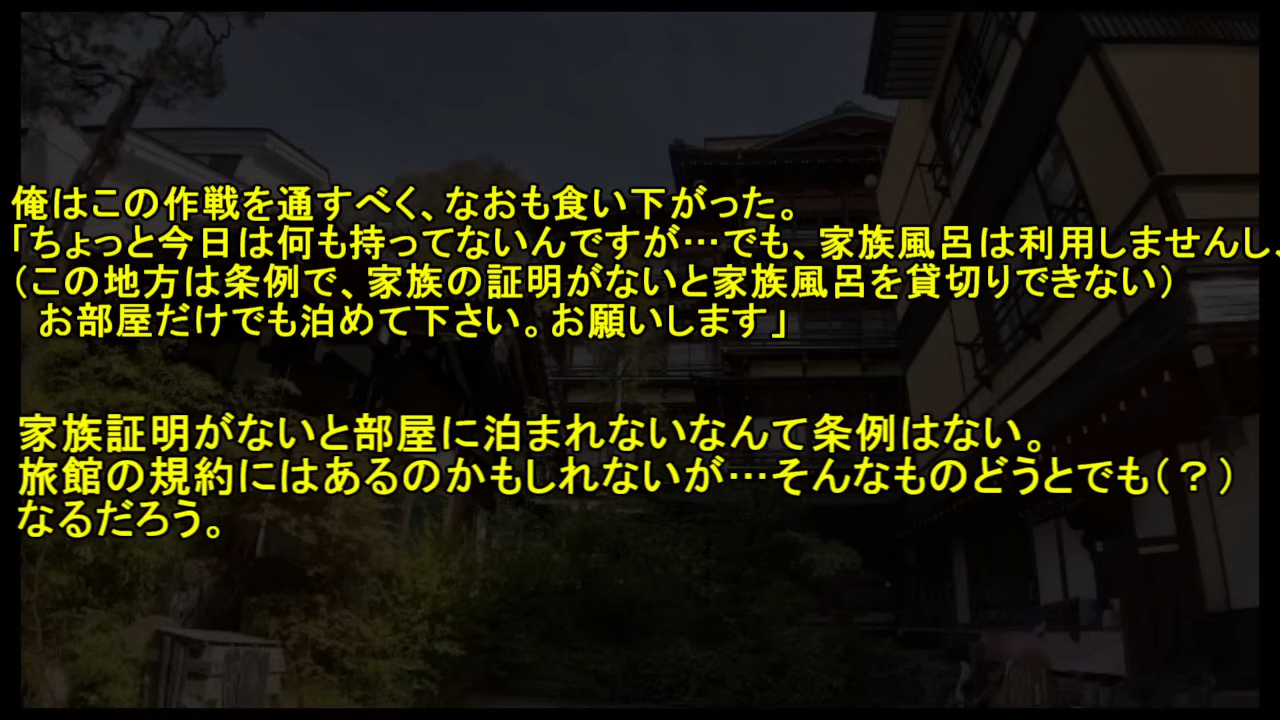 俺はこの作戦を通すべく、なおも食い下がった。
「ちょっと今日は何も持ってないんですが…でも、家族風呂は利用しませんし、
（この地方は条例で、家族の証明がないと家族風呂を貸切りできない）
お部屋だけでも泊めて下さい。お願いします」
家族証明がないと部屋に泊まれないなんて条例はない。
旅館の規約にはあるのかもしれないが…そんなものどうとでも（？）
なるだろう。